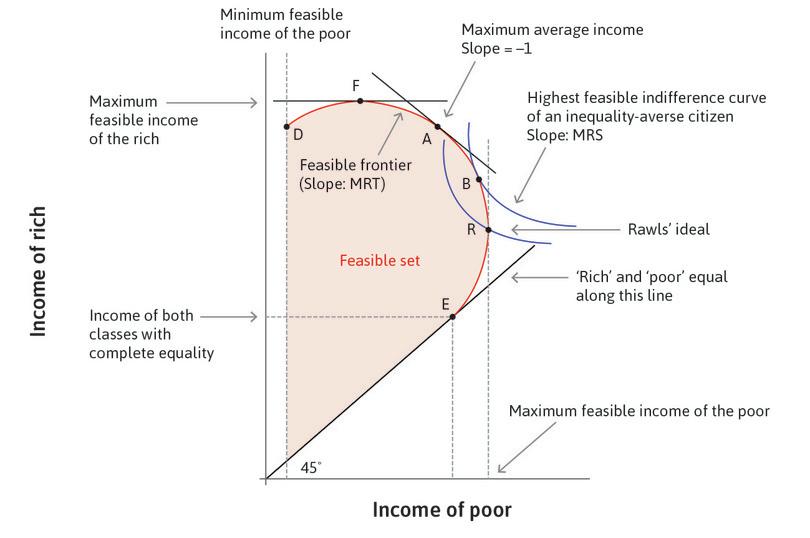 Minimum feasible
income of the poor
Maximum average income
Slope = –1
F
Maximum
feasible income
of the rich
Highest feasible indifference curve
of an inequality-averse citizen
Slope: MRS
D
A
Feasible frontier
(Slope: MRT)
B
R
Rawls’ ideal
Income of rich
Feasible set
‘Rich’ and ‘poor’ equal
along this line
E
Income of both
classes with
complete equality
Maximum feasible income of the poor
45°
Income of poor